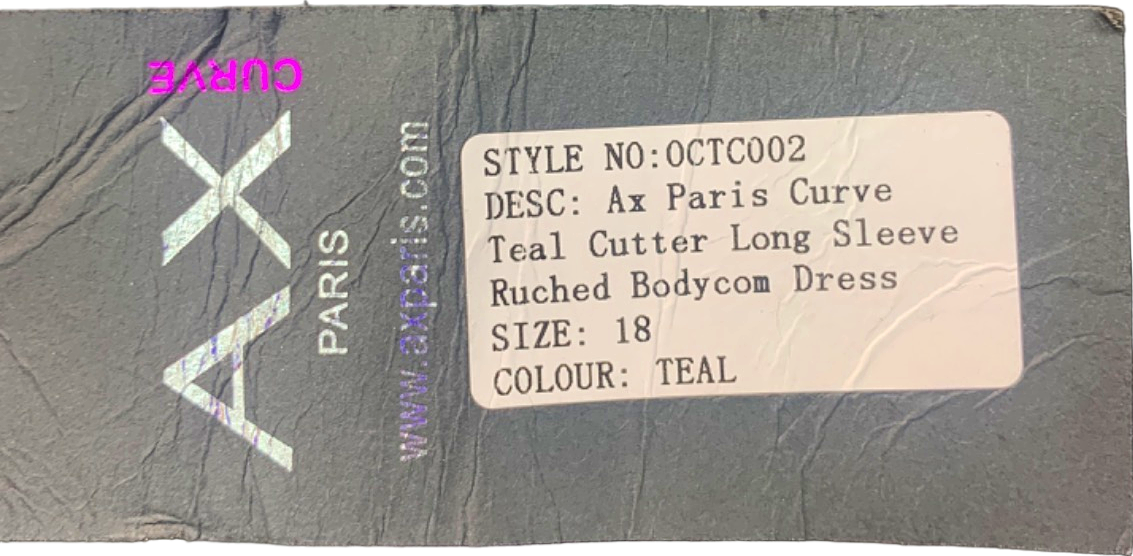 CURVE
AX
PARIS
www.axparis.com
STYLE NO:OCTC002
DESC: Ax Paris Curve
Teal Cutter Long Sleeve
Ruched Bodycom Dress
SIZE: 18
COLOUR: TEAL